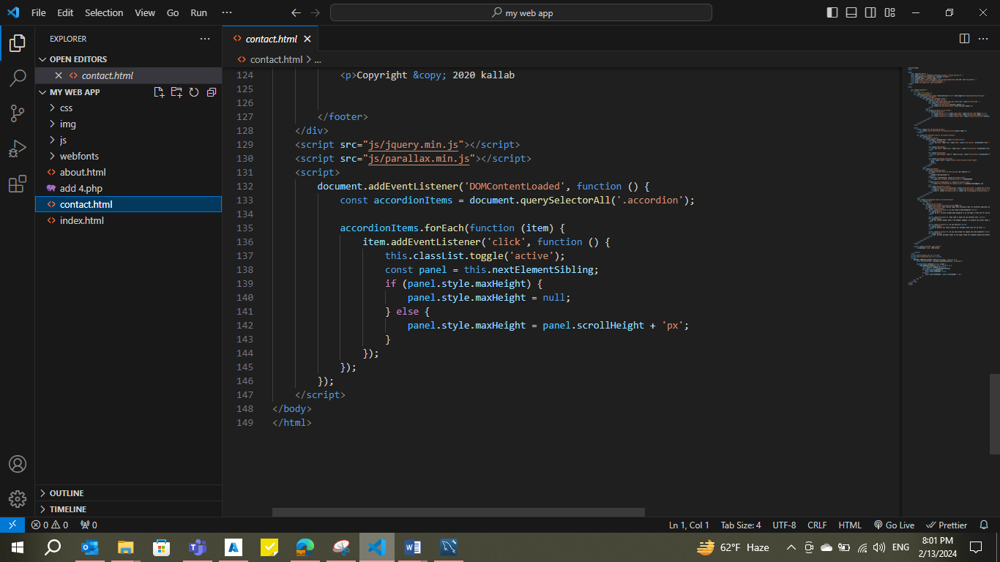 File Edit Selection View Go Run ···
my web app
EXPLORER ···
OPEN EDITORS
contact.html
MY WEB APP
css
img
js
webfonts
about.html
add 4.php
contact.html
index.html
OUTLINE
TIMELINE
contact.html
contact.html > ...
124 <p>Copyright &copy; 2020 kallab
125
126
127 </footer>
128 </div>
129 <script src="js/jquery.min.js"></script>
130 <script src="js/parallax.min.js"></script>
131 <script>
132 document.addEventListener('DOMContentLoaded', function () {
133 const accordionItems = document.querySelectorAll('.accordion');
134
135 accordionItems.forEach(function (item) {
136 item.addEventListener('click', function () {
137 this.classList.toggle('active');
138 const panel = this.nextElementSibling;
139 if (panel.style.maxHeight) {
140 panel.style.maxHeight = null;
141 } else {
142 panel.style.maxHeight = panel.scrollHeight + 'px';
143 }
144 });
145 });
146 });
147 </script>
148 </body>
149 </html>
0 0 0 Ln 1, Col 1 Tab Size: 4 UTF-8 CRLF HTML Go Live Prettier
62°F Haze ENG 8:01 PM
2/13/2024